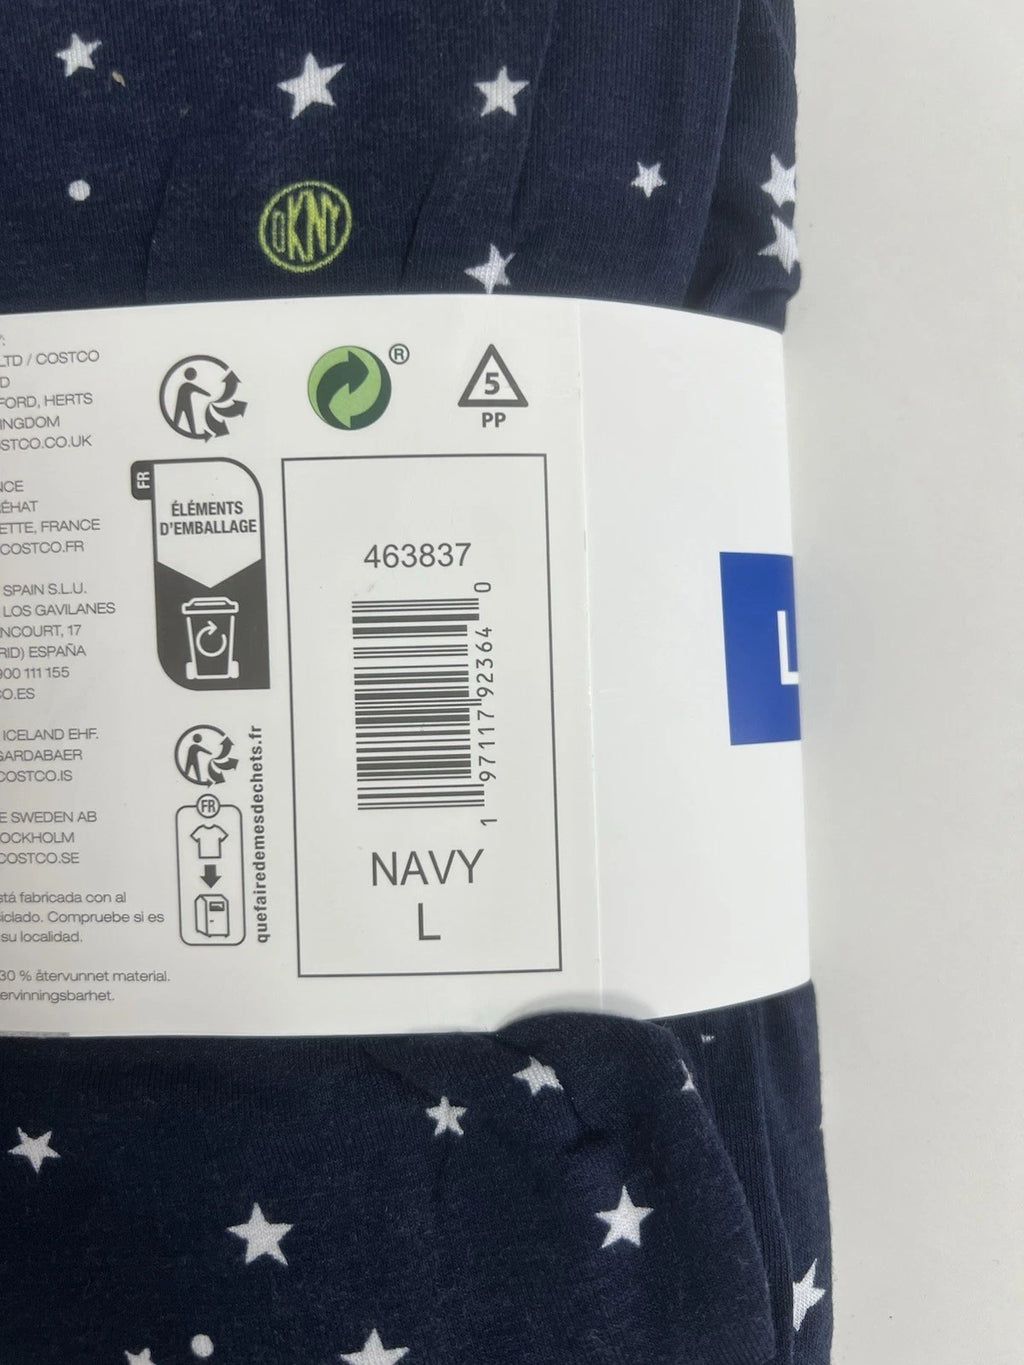 DKNY
LTD / COSTCO
D
FORD, HERTS
INGDOM
STCO.CO.UK
NCE
ÉHAT
ETTE, FRANCE
COSTCO.FR
SPAIN S.L.U.
LOS GAVILANES
NCOURT, 17
RID) ESPAÑA
900 111 155
CO.ES
ICELAND EHF.
GARDABAER
COSTCO.IS
E SWEDEN AB
OCKHOLM
COSTCO.SE
stá fabricada con al
iclado. Compruebe si es
su localidad.
30 % återvunnet material.
ervinningsbarhet.
®
5
PP
FR
ÉLÉMENTS
D'EMBALLAGE
FR
quefairedemesdechets.fr
463837
1 97117 92364 0
NAVY
L
L